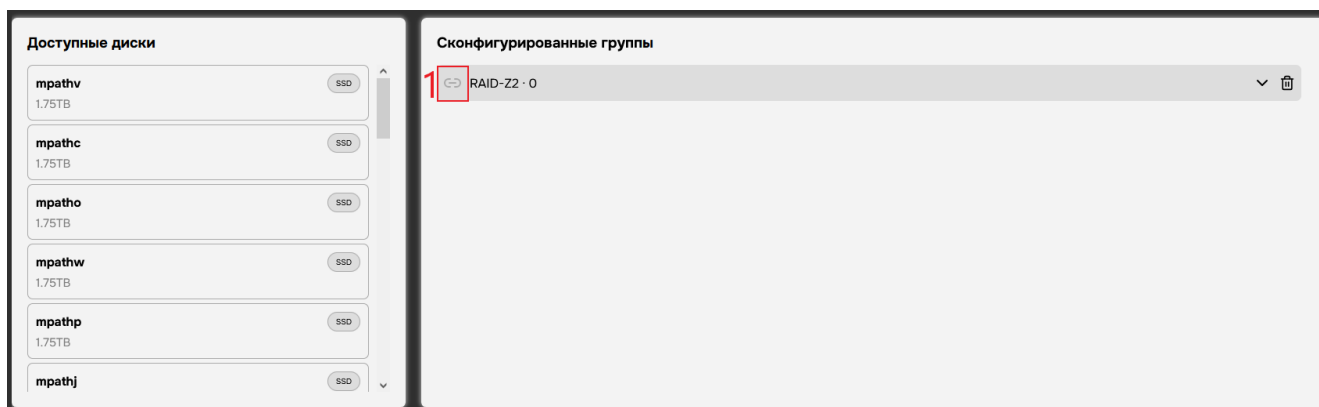 Доступные диски
mpathv SSD
1.75TB
mpathc SSD
1.75TB
mpatho SSD
1.75TB
mpathw SSD
1.75TB
mpathp SSD
1.75TB
mpathj SSD
Сконфигурированные группы
1 RAID-Z2 · 0